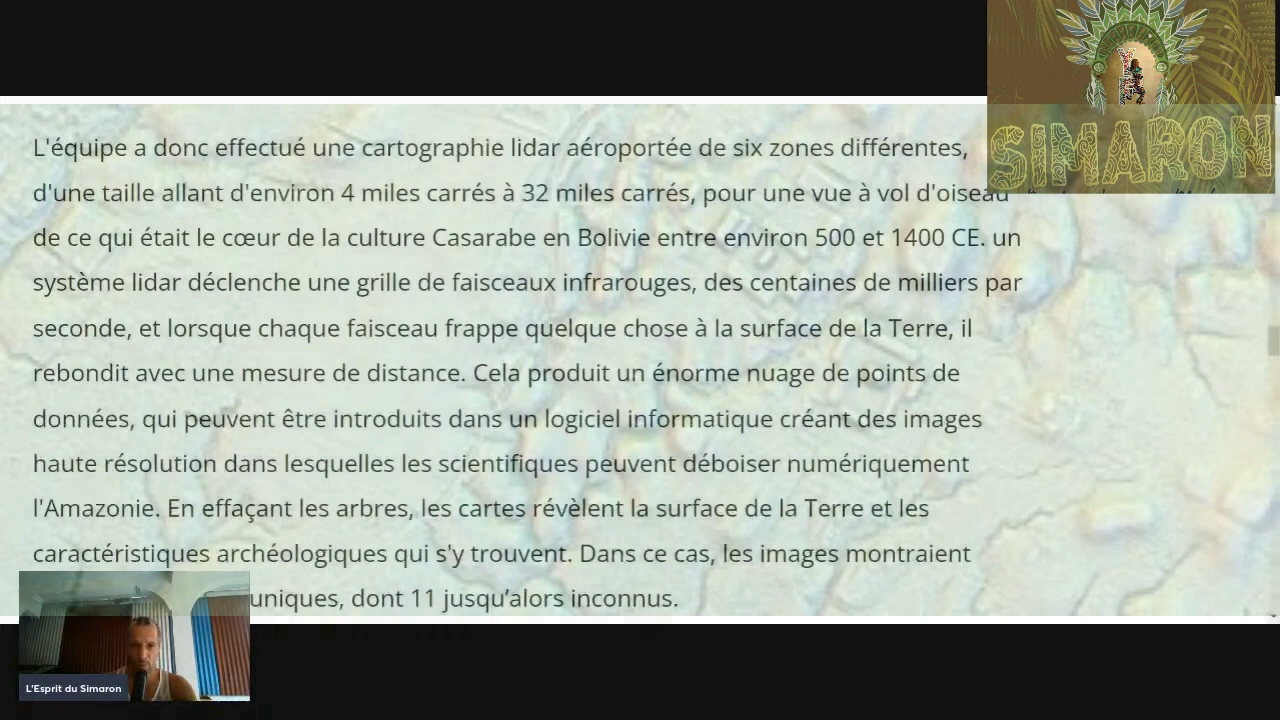 SIMARON
L'équipe a donc effectué une cartographie lidar aéroportée de six zones différentes,
d'une taille allant d'environ 4 miles carrés à 32 miles carrés, pour une vue à vol d'oiseau
de ce qui était le cœur de la culture Casarabe en Bolivie entre environ 500 et 1400 CE. un
système lidar déclenche une grille de faisceaux infrarouges, des centaines de milliers par
seconde, et lorsque chaque faisceau frappe quelque chose à la surface de la Terre, il
rebondit avec une mesure de distance. Cela produit un énorme nuage de points de
données, qui peuvent être introduits dans un logiciel informatique créant des images
haute résolution dans lesquelles les scientifiques peuvent déboiser numériquement
l'Amazonie. En effaçant les arbres, les cartes révèlent la surface de la Terre et les
caractéristiques archéologiques qui s'y trouvent. Dans ce cas, les images montraient
uniques, dont 11 jusqu’alors inconnus.
L'Esprit du Simaron